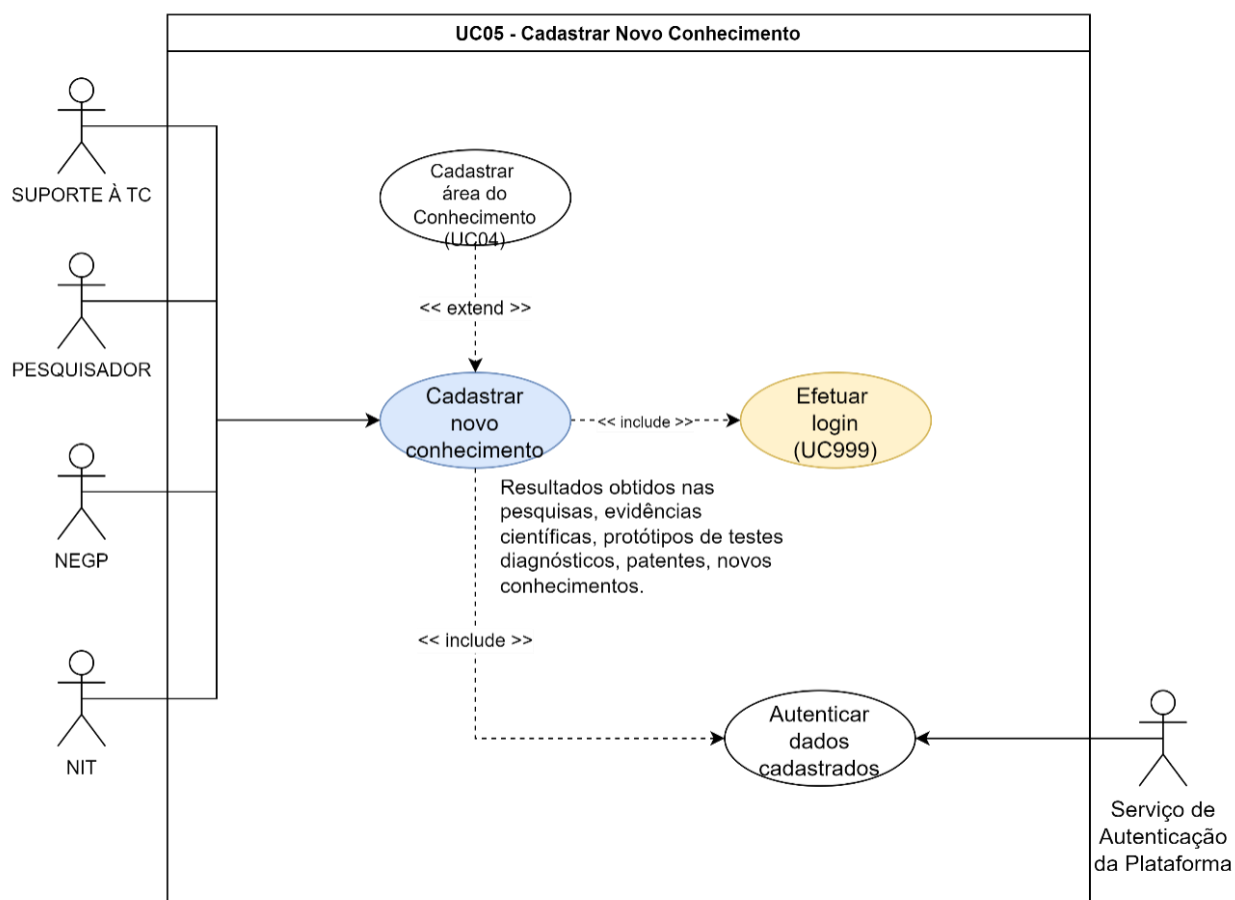 UC05 - Cadastrar Novo Conhecimento
SUPORTE À TC
PESQUISADOR
NEGP
NIT
Cadastrar
área do
Conhecimento
(UC04)
<< extend >>
Cadastrar
novo
conhecimento
<< include >>
Efetuar
login
(UC999)
Resultados obtidos nas
pesquisas, evidências
científicas, protótipos de testes
diagnósticos, patentes, novos
conhecimentos.
<< include >>
Autenticar
dados
cadastrados
Serviço de
Autenticação
da Plataforma